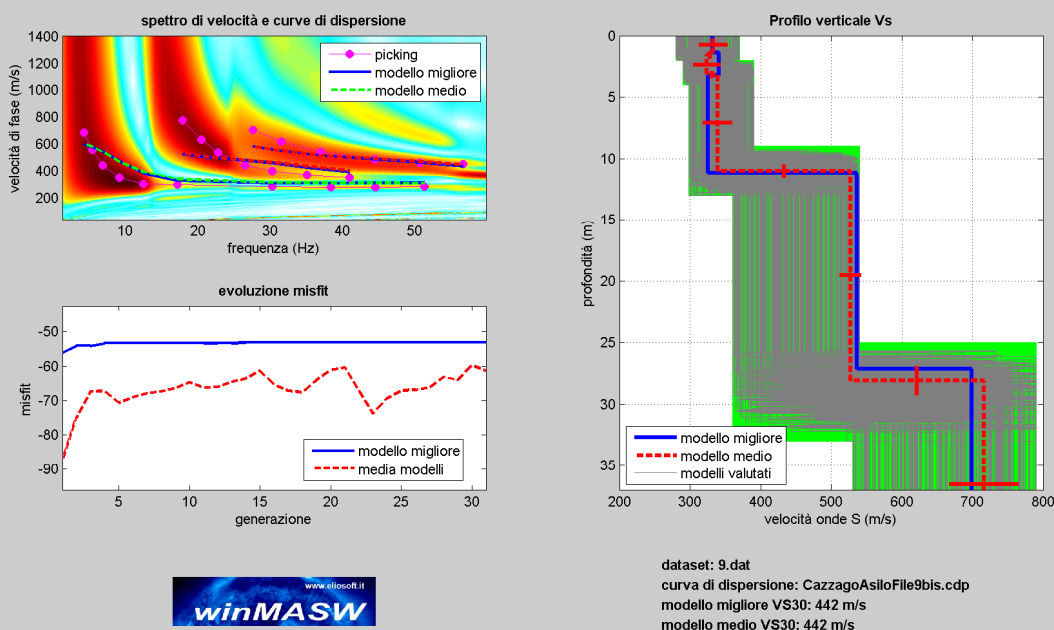 spettro di velocità e curve di dispersione
1400
1200
1000
800
600
400
200
velocità di fase (m/s)
picking
modello migliore
modello medio
10
20
30
40
50
frequenza (Hz)
evoluzione misfit
-50
-60
-70
-80
-90
misfit
modello migliore
media modelli
5
10
15
20
25
30
generazione
www.eliosoft.it
winMASW
Profilo verticale Vs
0
5
10
15
20
25
30
35
profondità (m)
modello migliore
modello medio
modelli valutati
200
300
400
500
600
700
800
velocità onde S (m/s)
dataset: 9.dat
curva di dispersione: CazzagoAsiloFile9bis.cdp
modello migliore VS30: 442 m/s
modello medio VS30: 442 m/s